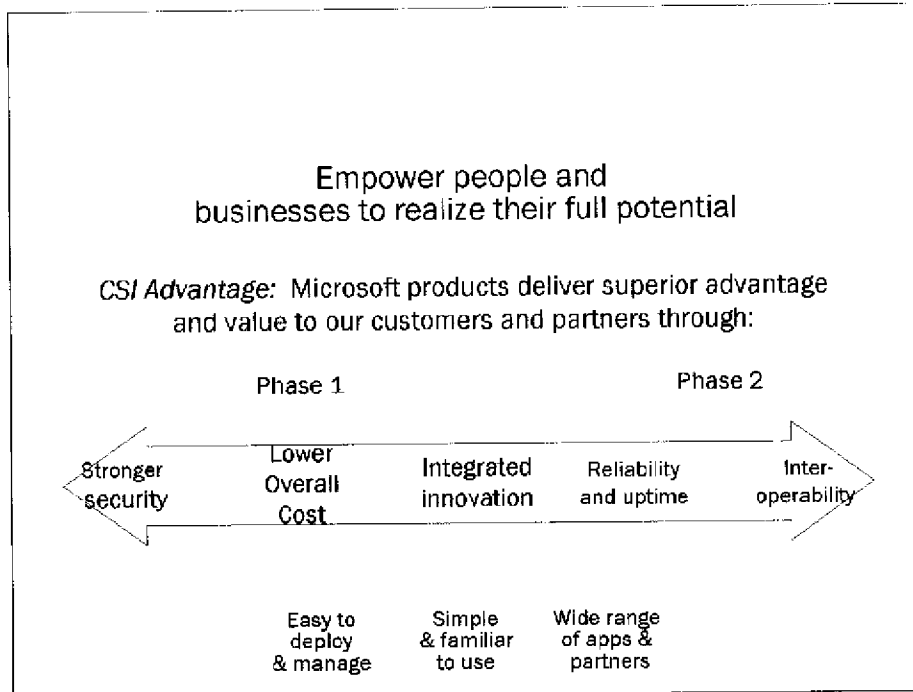 Empower people and
businesses to realize their full potential
CSI Advantage: Microsoft products deliver superior advantage
and value to our customers and partners through:
Phase 1
Phase 2
Stronger
security
Lower
Overall
Cost
Integrated
innovation
Reliability
and uptime
Inter-
operability
Easy to
deploy
& manage
Simple
& familiar
to use
Wide range
of apps &
partners